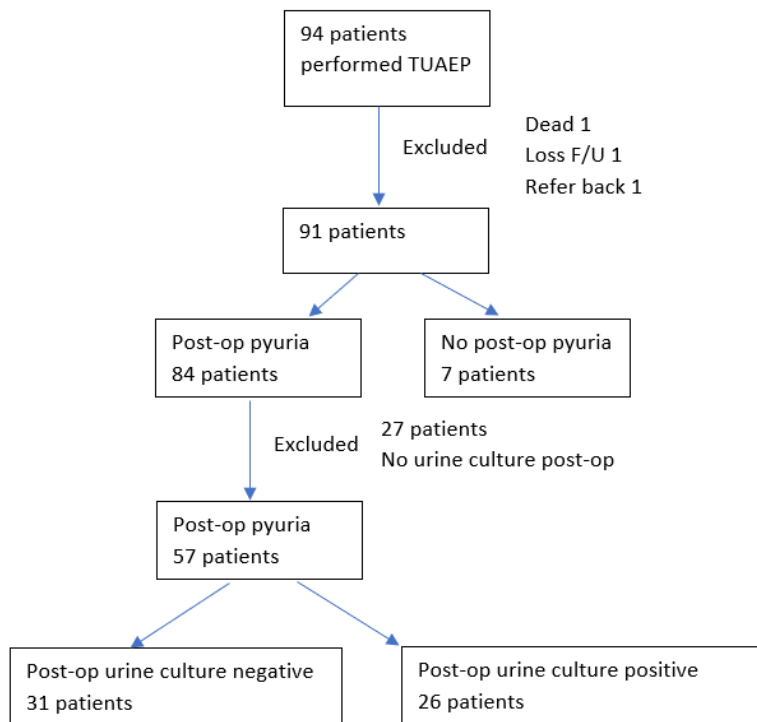 94 patients
performed TUAEP
Excluded
Dead 1
Loss F/U 1
Refer back 1
91 patients
Post-op pyuria
84 patients
No post-op pyuria
7 patients
Excluded
27 patients
No urine culture post-op
Post-op pyuria
57 patients
Post-op urine culture negative
31 patients
Post-op urine culture positive
26 patients